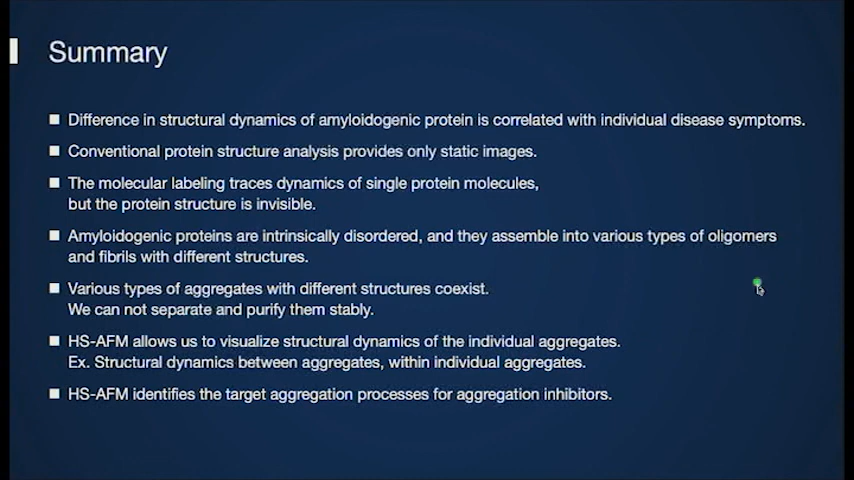 Summary
Difference in structural dynamics of amyloidogenic protein is correlated with individual disease symptoms.
Conventional protein structure analysis provides only static images.
The molecular labeling traces dynamics of single protein molecules,
but the protein structure is invisible.
Amyloidogenic proteins are intrinsically disordered, and they assemble into various types of oligomers
and fibrils with different structures.
Various types of aggregates with different structures coexist.
We can not separate and purify them stably.
HS-AFM allows us to visualize structural dynamics of the individual aggregates.
Ex. Structural dynamics between aggregates, within individual aggregates.
HS-AFM identifies the target aggregation processes for aggregation inhibitors.